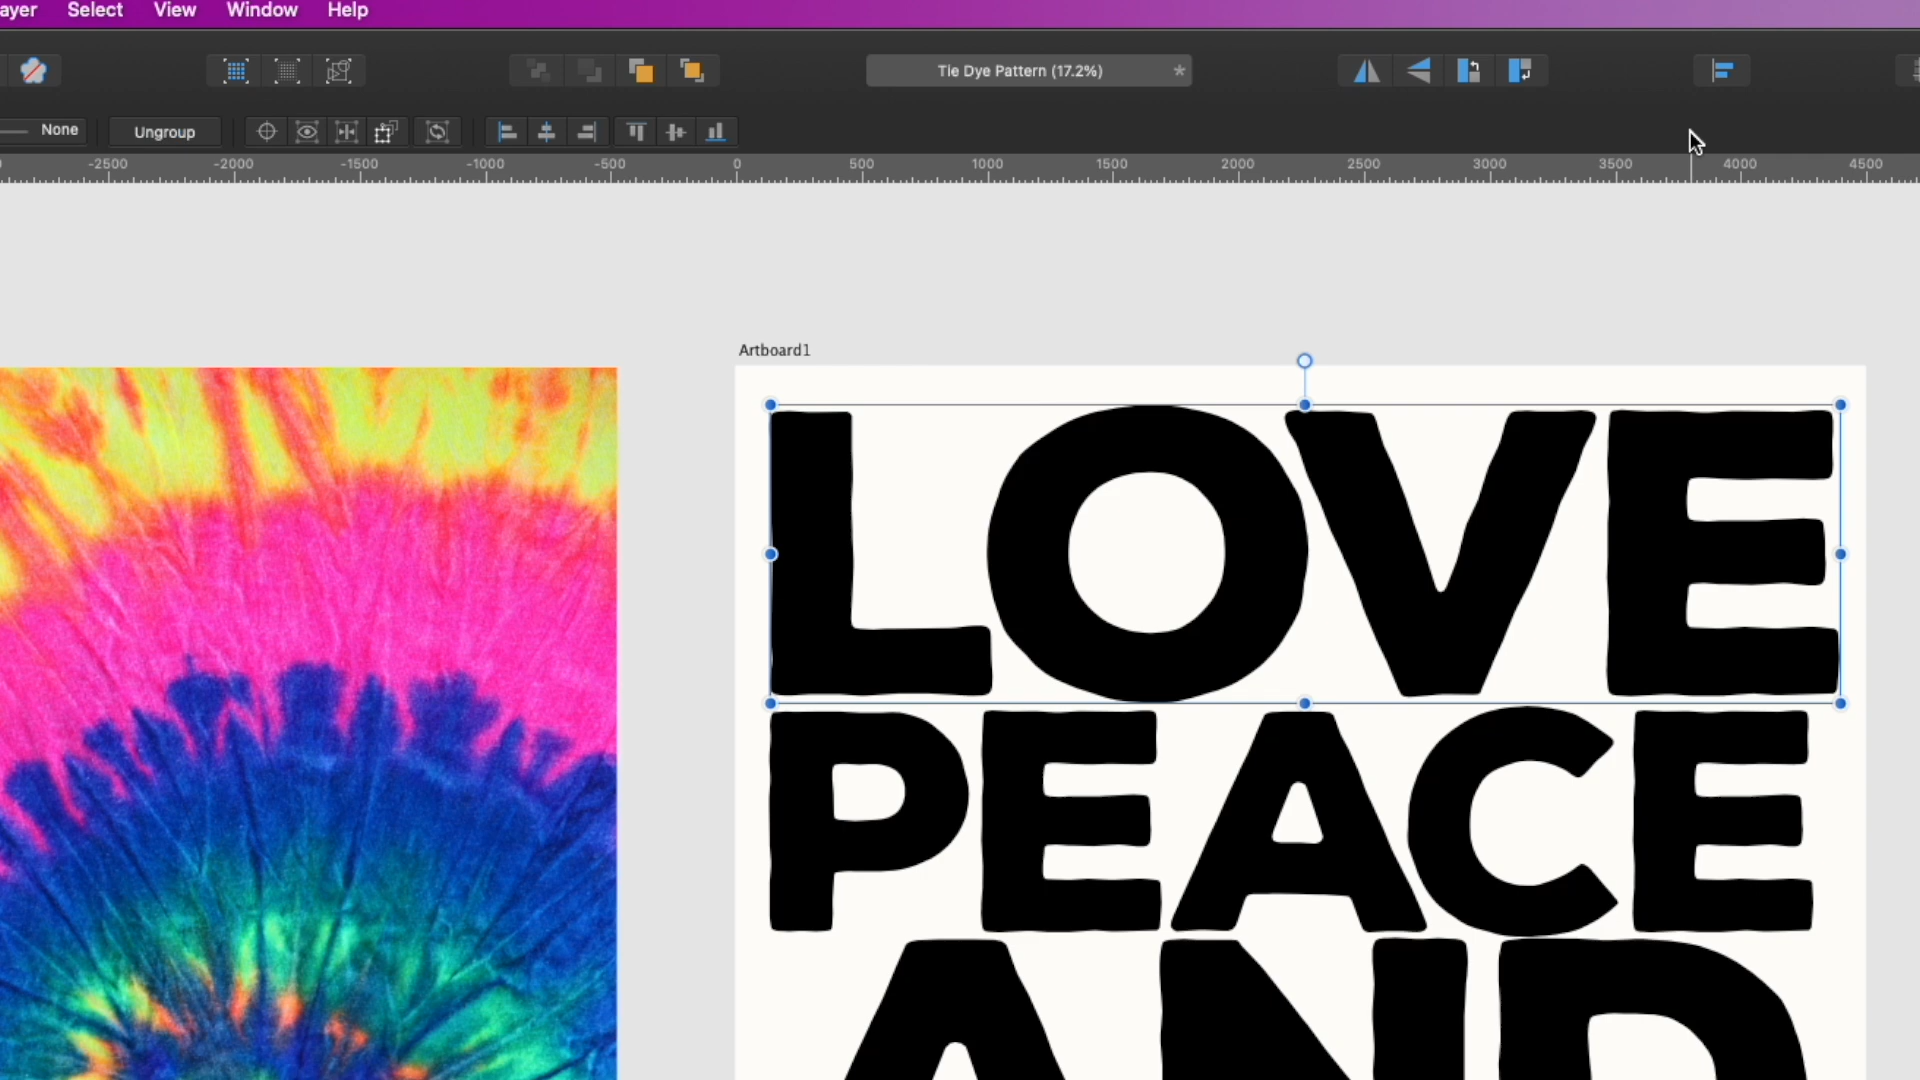 Select View Window Help
Tie Dye Pattern (17.2%) *
None Ungroup
-2500 -2000 -1500 -1000 -500 0 500 1000 1500 2000 2500 3000 3500 4000 4500
Artboard1
LOVE
PEACE
AND